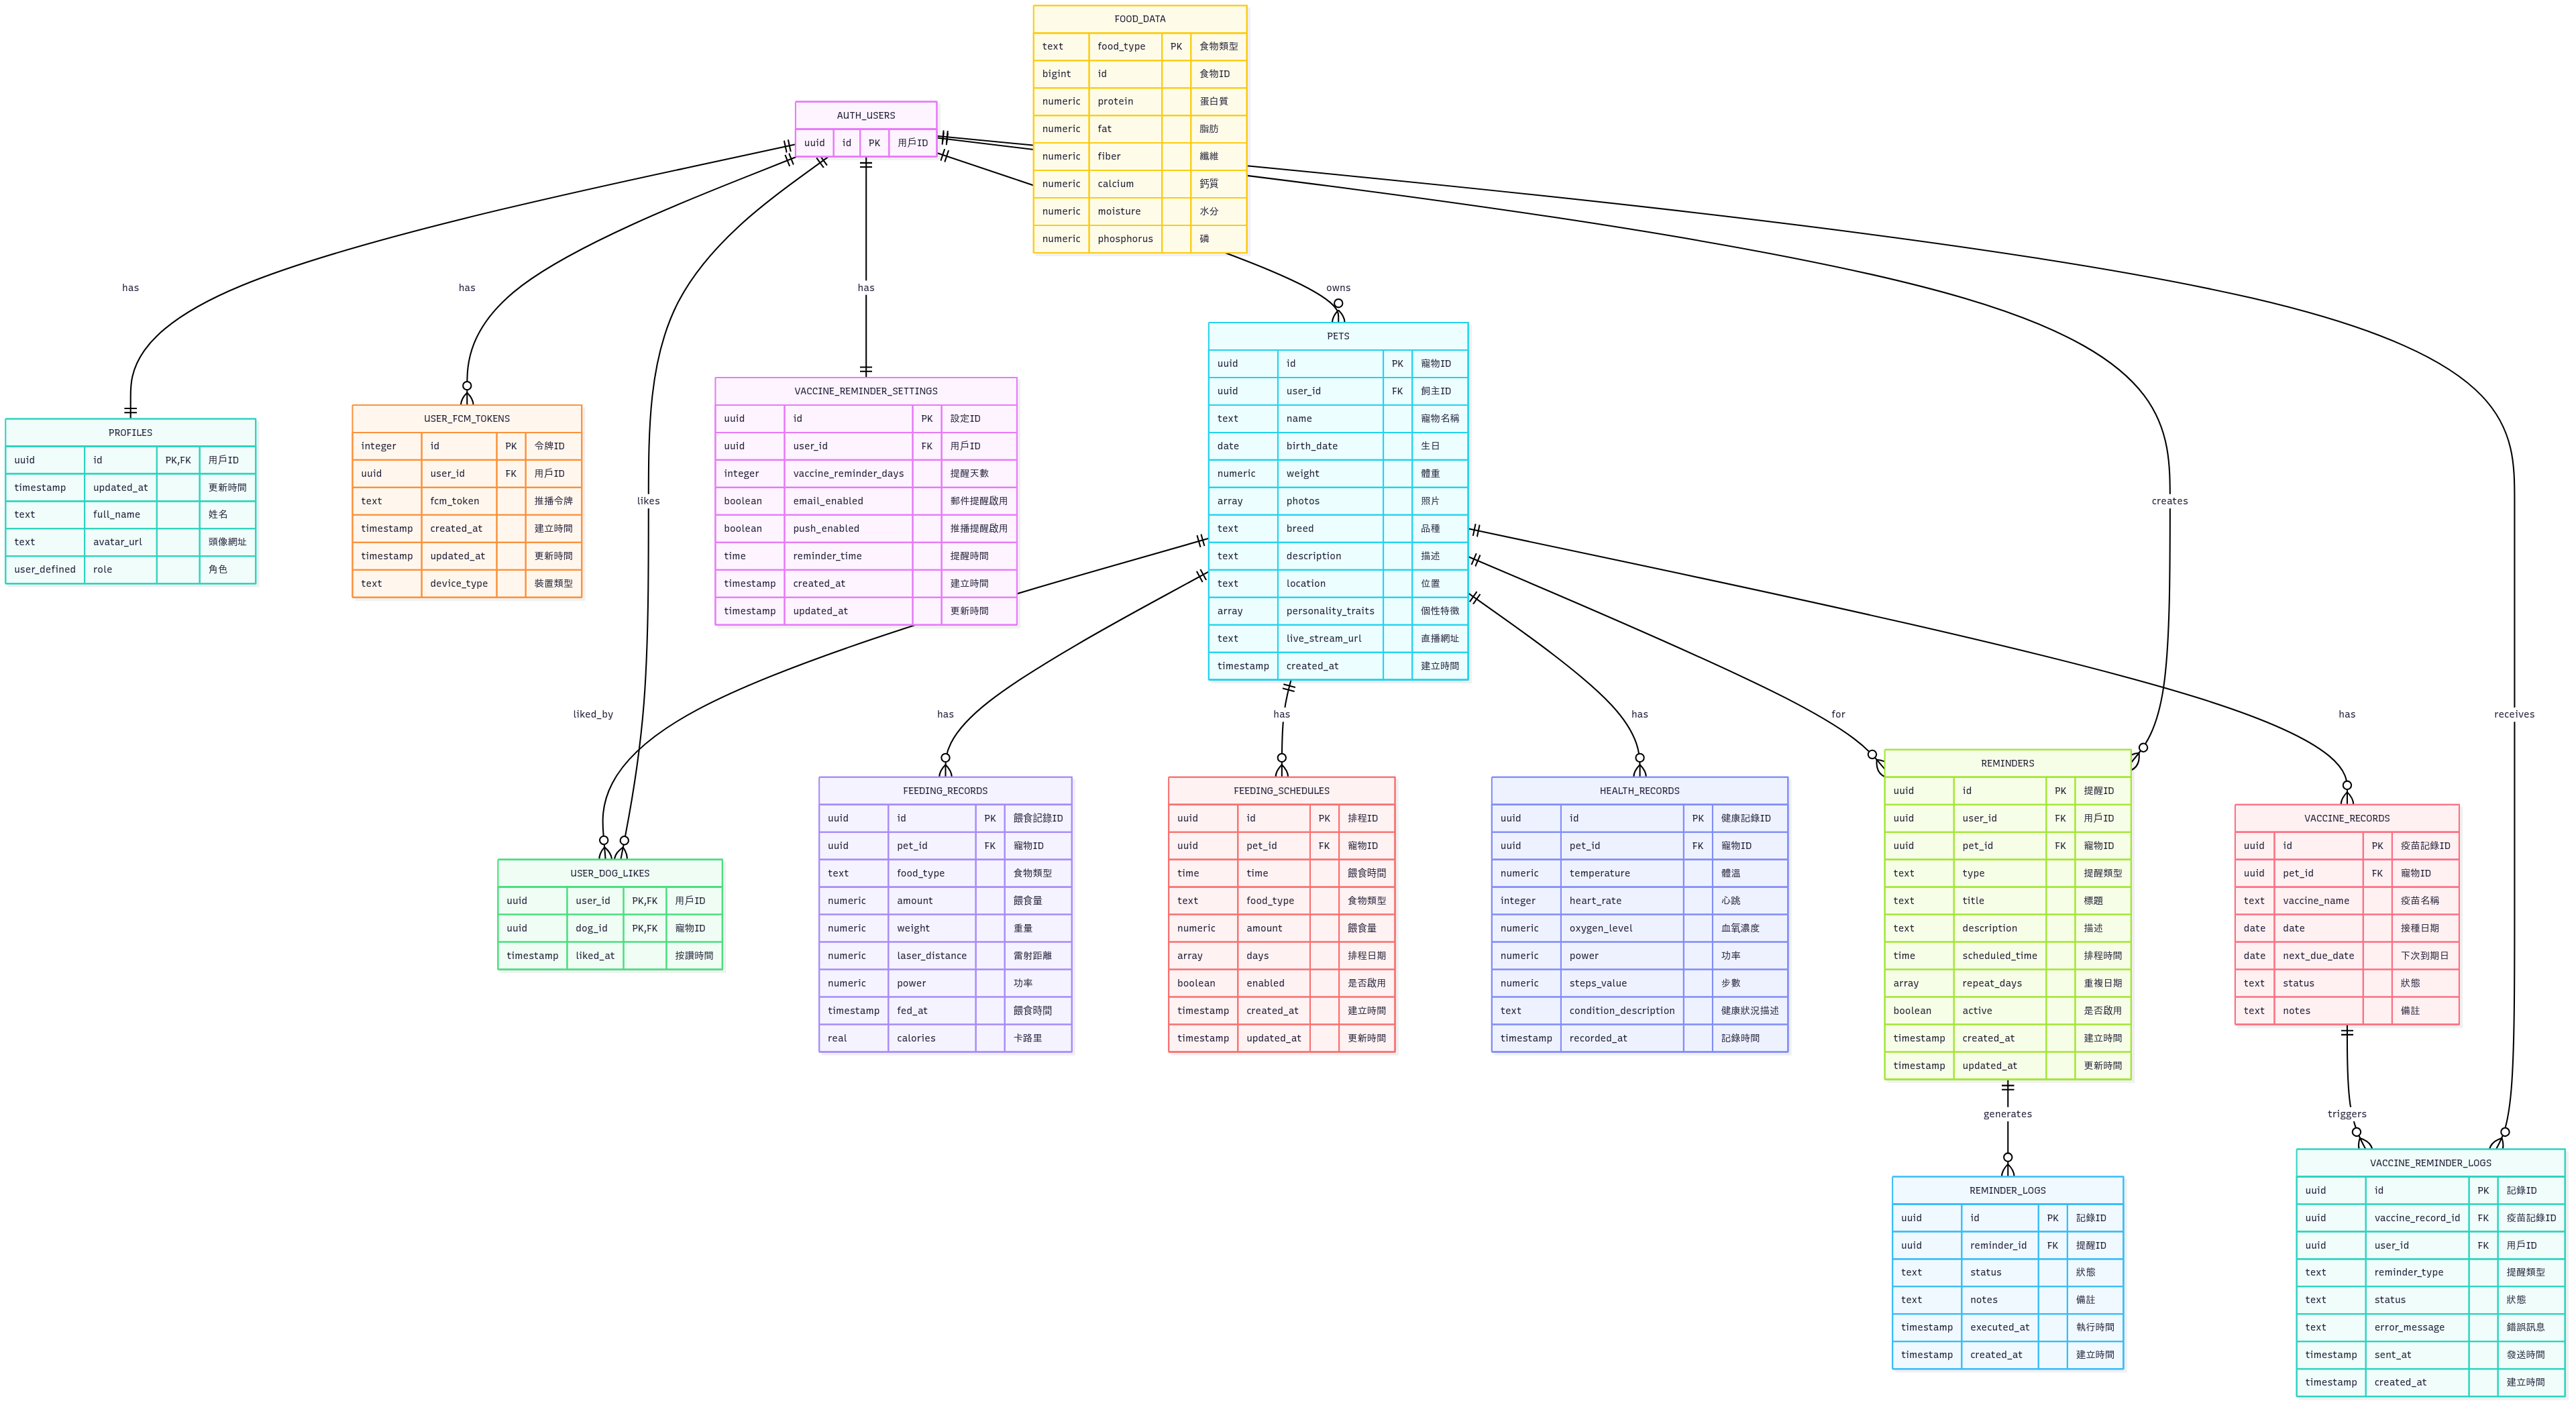 FOOD_DATA
text food_type PK 食物類型
bigint id 食物ID
numeric protein 蛋白質
numeric fat 脂肪
numeric fiber 纖維
numeric calcium 鈣質
numeric moisture 水分
numeric phosphorus 磷
AUTH_USERS
uuid id PK 用戶ID
has
has
likes
has
owns
creates
receives
PROFILES
uuid id PK,FK 用戶ID
timestamp updated_at 更新時間
text full_name 姓名
text avatar_url 頭像網址
user_defined role 角色
USER_FCM_TOKENS
integer id PK 令牌ID
uuid user_id FK 用戶ID
text fcm_token 推播令牌
timestamp created_at 建立時間
timestamp updated_at 更新時間
text device_type 裝置類型
VACCINE_REMINDER_SETTINGS
uuid id PK 設定ID
uuid user_id FK 用戶ID
integer vaccine_reminder_days 提醒天數
boolean email_enabled 郵件提醒啟用
boolean push_enabled 推播提醒啟用
time reminder_time 提醒時間
timestamp created_at 建立時間
timestamp updated_at 更新時間
PETS
uuid id PK 寵物ID
uuid user_id FK 飼主ID
text name 寵物名稱
date birth_date 生日
numeric weight 體重
array photos 照片
text breed 品種
text description 描述
text location 位置
array personality_traits 個性特徵
text live_stream_url 直播網址
timestamp created_at 建立時間
liked_by
has
has
has
for
has
USER_DOG_LIKES
uuid user_id PK,FK 用戶ID
uuid dog_id PK,FK 寵物ID
timestamp liked_at 按讚時間
FEEDING_RECORDS
uuid id PK 餵食記錄ID
uuid pet_id FK 寵物ID
text food_type 食物類型
numeric amount 餵食量
numeric weight 重量
numeric laser_distance 雷射距離
numeric power 功率
timestamp fed_at 餵食時間
real calories 卡路里
FEEDING_SCHEDULES
uuid id PK 排程ID
uuid pet_id FK 寵物ID
time time 餵食時間
text food_type 食物類型
numeric amount 餵食量
array days 排程日期
boolean enabled 是否啟用
timestamp created_at 建立時間
timestamp updated_at 更新時間
HEALTH_RECORDS
uuid id PK 健康記錄ID
uuid pet_id FK 寵物ID
numeric temperature 體溫
integer heart_rate 心跳
numeric oxygen_level 血氧濃度
numeric power 功率
numeric steps_value 步數
text condition_description 健康狀況描述
timestamp recorded_at 記錄時間
REMINDERS
uuid id PK 提醒ID
uuid user_id FK 用戶ID
uuid pet_id FK 寵物ID
text type 提醒類型
text title 標題
text description 描述
time scheduled_time 排程時間
array repeat_days 重複日期
boolean active 是否啟用
timestamp created_at 建立時間
timestamp updated_at 更新時間
VACCINE_RECORDS
uuid id PK 疫苗記錄ID
uuid pet_id FK 寵物ID
text vaccine_name 疫苗名稱
date date 接種日期
date next_due_date 下次到期日
text status 狀態
text notes 備註
generates
triggers
REMINDER_LOGS
uuid id PK 記錄ID
uuid reminder_id FK 提醒ID
text status 狀態
text notes 備註
timestamp executed_at 執行時間
timestamp created_at 建立時間
VACCINE_REMINDER_LOGS
uuid id PK 記錄ID
uuid vaccine_record_id FK 疫苗記錄ID
uuid user_id FK 用戶ID
text reminder_type 提醒類型
text status 狀態
text error_message 錯誤訊息
timestamp sent_at 發送時間
timestamp created_at 建立時間